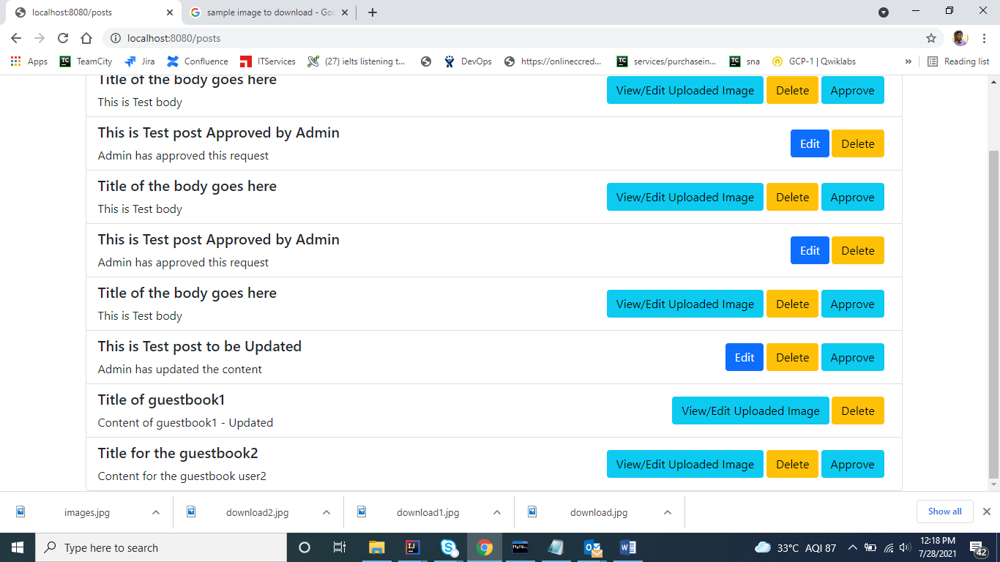 localhost:8080/posts
sample image to download - Goo
localhost:8080/posts
Apps TeamCity Jira Confluence ITServices (27) ielts listening t... DevOps https://onlineccred... services/purchasein... sna GCP-1 | Qwiklabs » Reading list
Title of the body goes here
This is Test body
View/Edit Uploaded Image Delete Approve
This is Test post Approved by Admin
Admin has approved this request
Edit Delete
Title of the body goes here
This is Test body
View/Edit Uploaded Image Delete Approve
This is Test post Approved by Admin
Admin has approved this request
Edit Delete
Title of the body goes here
This is Test body
View/Edit Uploaded Image Delete Approve
This is Test post to be Updated
Admin has updated the content
Edit Delete Approve
Title of guestbook1
Content of guestbook1 - Updated
View/Edit Uploaded Image Delete
Title for the guestbook2
Content for the guestbook user2
View/Edit Uploaded Image Delete Approve
images.jpg download2.jpg download1.jpg download.jpg Show all
Type here to search
33°C AQI 87
12:18 PM
7/28/2021
42